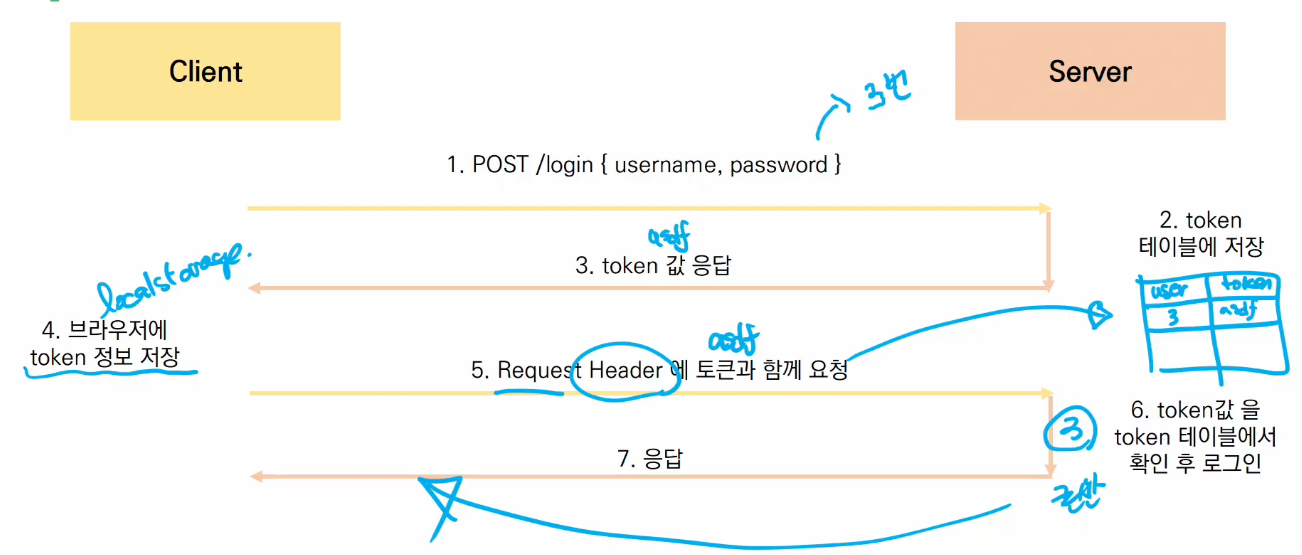 Client
Server
3번
1. POST /login { username, password }
asdf
3. token 값 응답
2. token
테이블에 저장
user token
3 asdf
localstorage.
4. 브라우저에
token 정보 저장
asdf
5. Request Header 에 토큰과 함께 요청
3
6. token값 을
token 테이블에서
확인 후 로그인
7. 응답